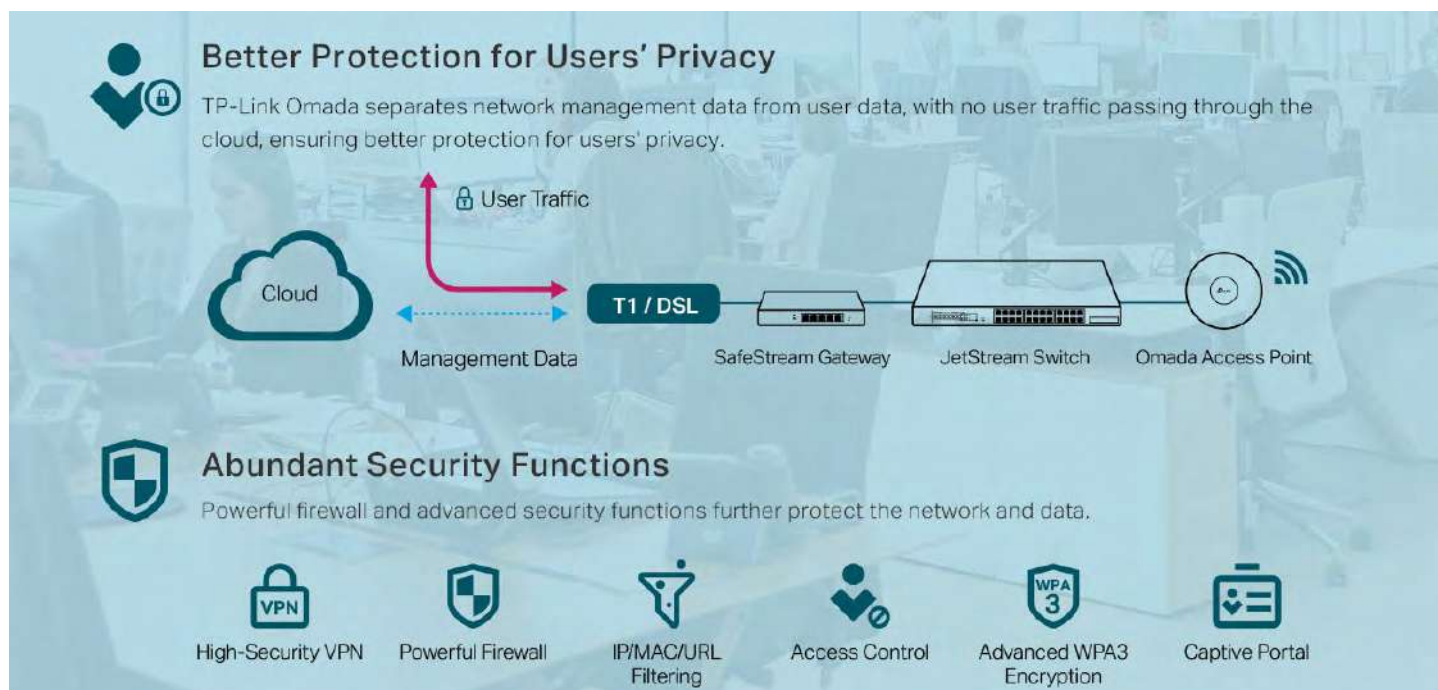 Better Protection for Users' Privacy
TP-Link Omada separates network management data from user data, with no user traffic passing through the
cloud, ensuring better protection for users' privacy.
User Traffic
Cloud
T1 / DSL
Management Data
SafeStream Gateway
JetStream Switch
Omada Access Point
Abundant Security Functions
Powerful firewall and advanced security functions further protect the network and data.
VPN
WPA
3
High-Security VPN
Powerful Firewall
IP/MAC/URL
Filtering
Access Control
Advanced WPA3
Encryption
Captive Portal